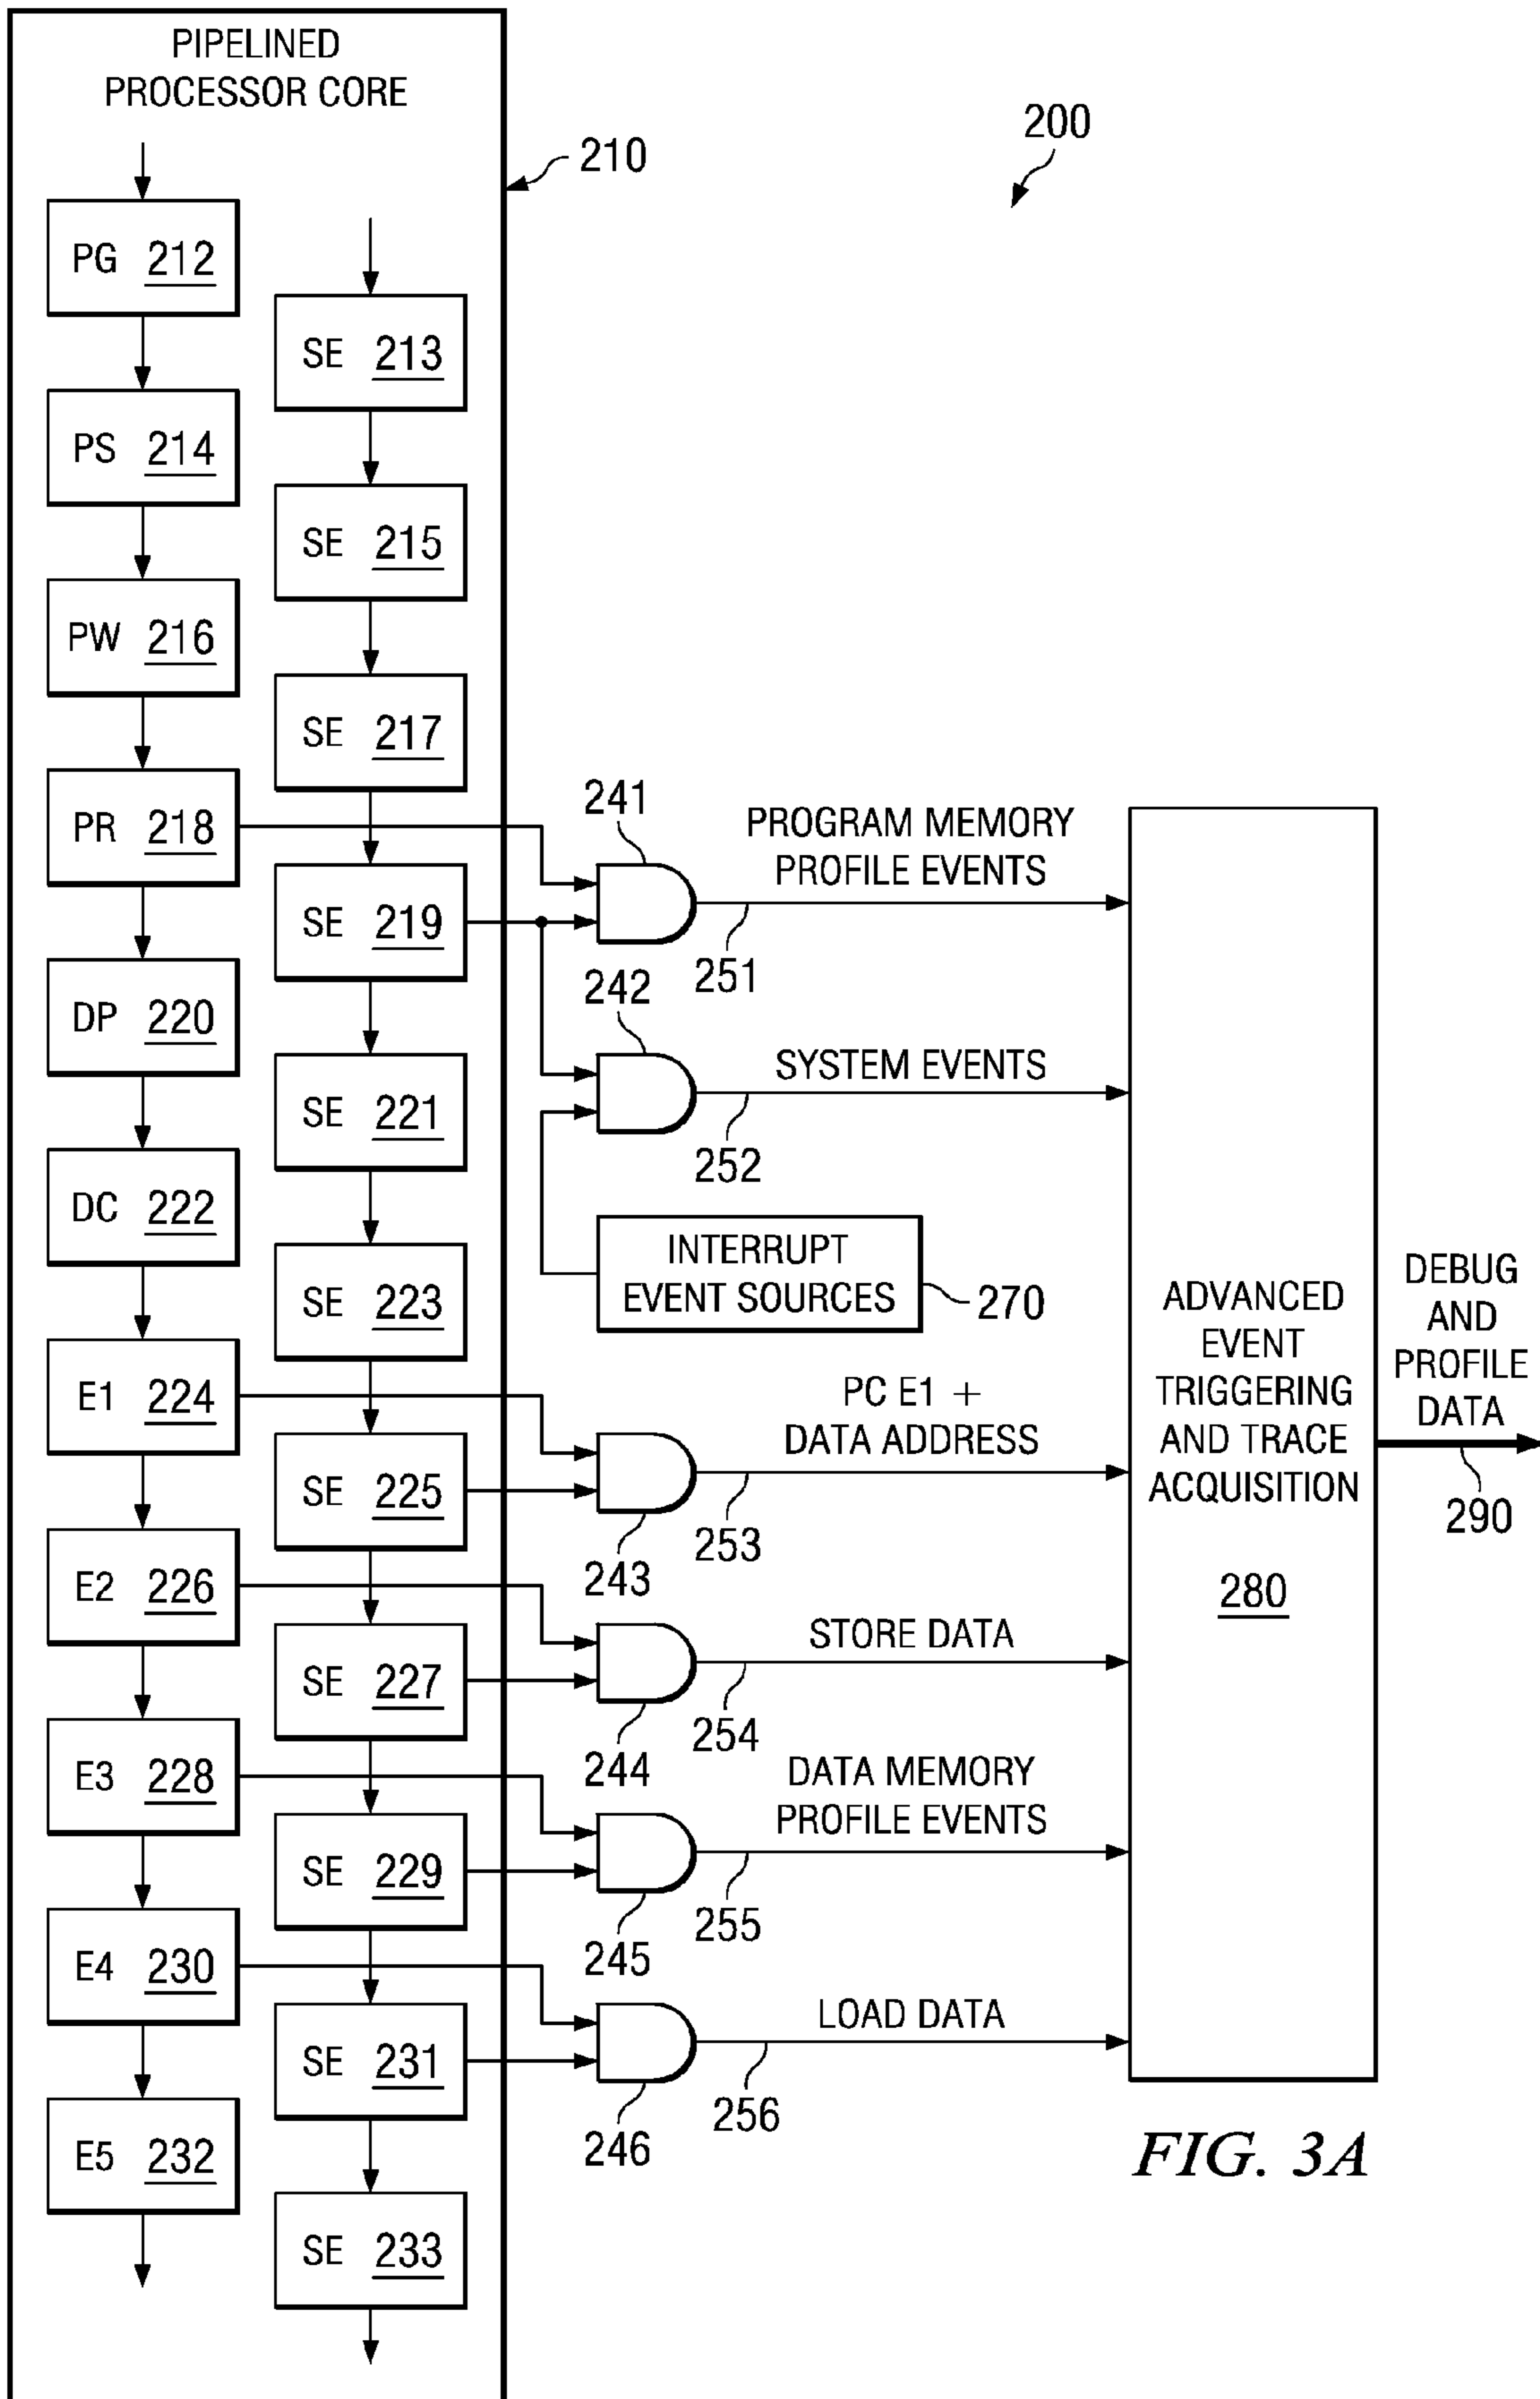 PIPELINED
PROCESSOR CORE
200
210
PG 212
SE 213
PS 214
SE 215
PW 216
SE 217
PR 218
241
PROGRAM MEMORY
PROFILE EVENTS
SE 219
251
DP 220
242
SYSTEM EVENTS
SE 221
252
DC 222
INTERRUPT
EVENT SOURCES
270
SE 223
E1 224
PC E1 +
DATA ADDRESS
SE 225
253
243
E2 226
STORE DATA
SE 227
254
244
E3 228
DATA MEMORY
PROFILE EVENTS
SE 229
255
245
E4 230
LOAD DATA
SE 231
256
246
E5 232
SE 233
ADVANCED
EVENT
TRIGGERING
AND TRACE
ACQUISITION
280
DEBUG
AND
PROFILE
DATA
290
FIG. 3A